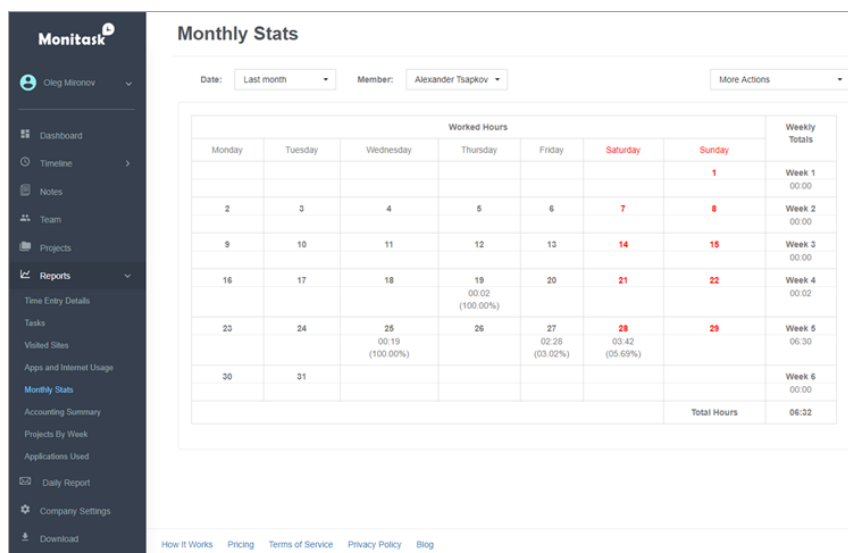 Monitask
Oleg Mironov
Dashboard
Timeline
Notes
Team
Projects
Reports
Time Entry Details
Tasks
Visited Sites
Apps and Internet Usage
Monthly Stats
Accounting Summary
Projects By Week
Applications Used
Daily Report
Company Settings
Download
Monthly Stats
Date: Last month Member: Alexander Tsapkov More Actions
Worked Hours Weekly Totals
Monday Tuesday Wednesday Thursday Friday Saturday Sunday
1 Week 1
00:00
2 3 4 5 6 7 8 Week 2
00:00
9 10 11 12 13 14 15 Week 3
00:00
16 17 18 19 20 21 22 Week 4
00:02 00:02
(100.00%)
23 24 25 26 27 28 29 Week 5
00:19 02:28 03:42 06:30
(100.00%) (03.02%) (05.69%)
30 31 Week 6
00:00
Total Hours 06:32
How It Works Pricing Terms of Service Privacy Policy Blog